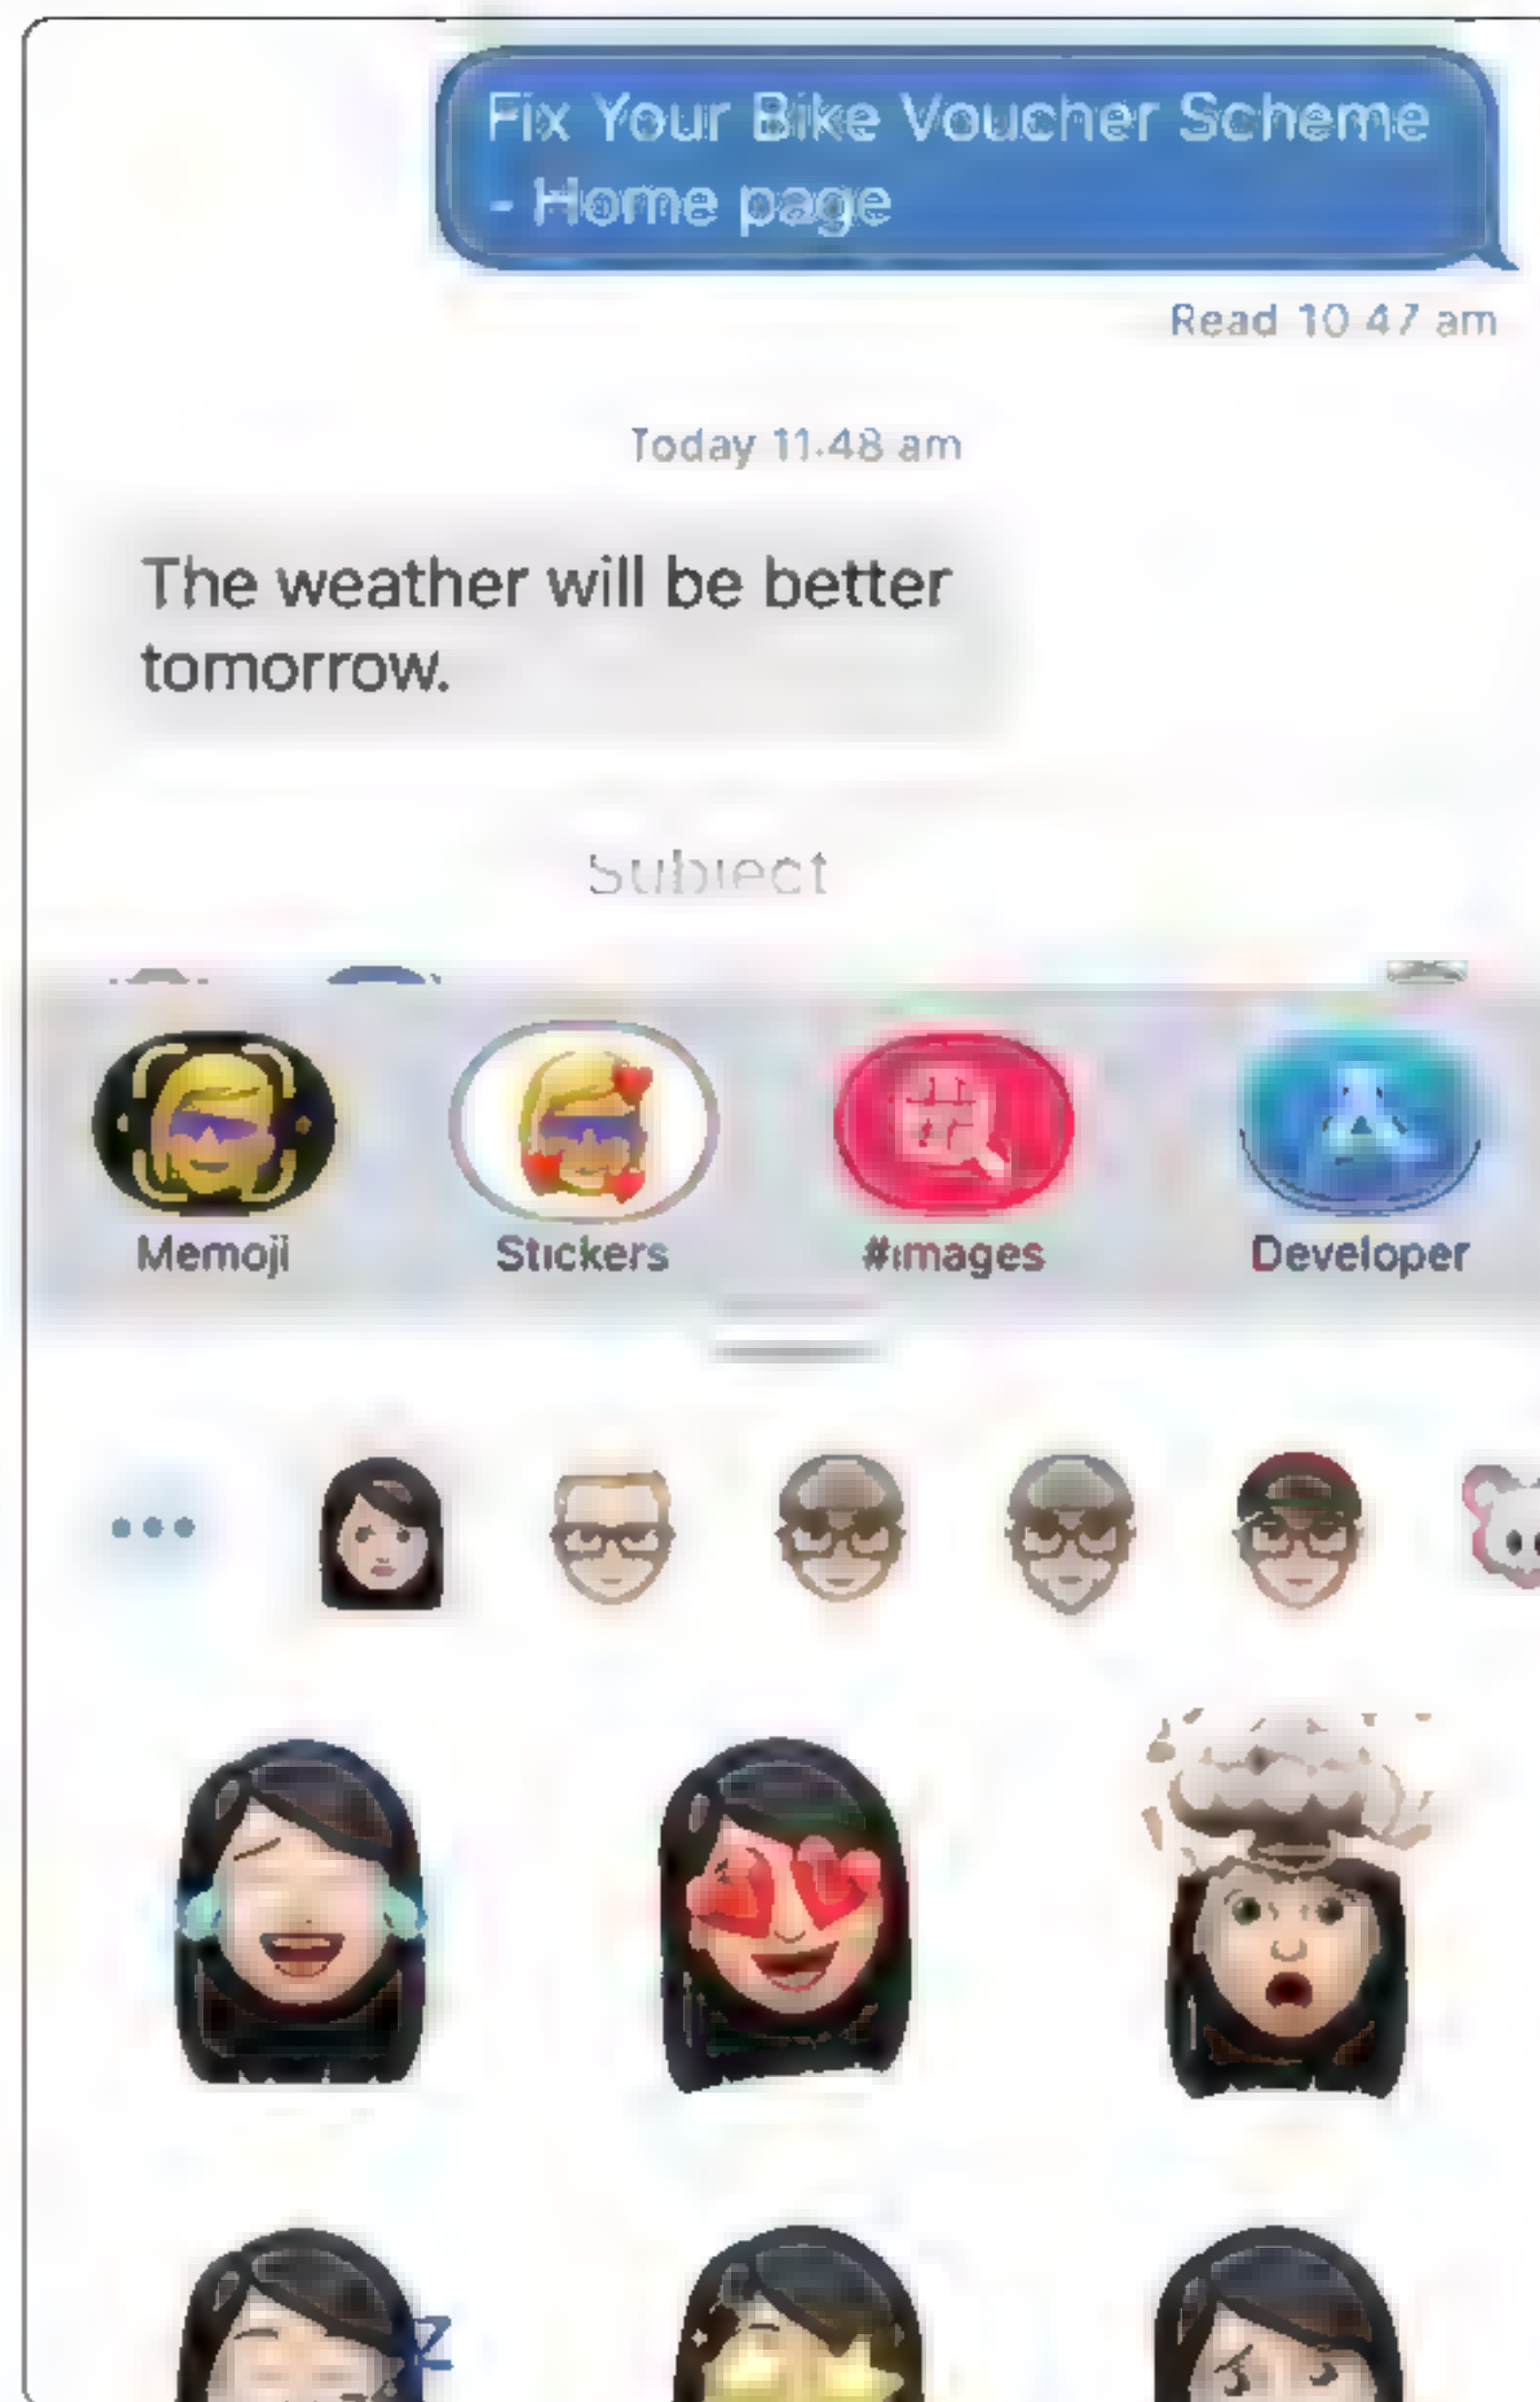 Fix Your Bike Voucher Scheme
- Home page
Read 10 47 am
Today 11.48 am
The weather will be better
tomorrow.
Subject
Memoji
Stickers
#images
Developer
Z